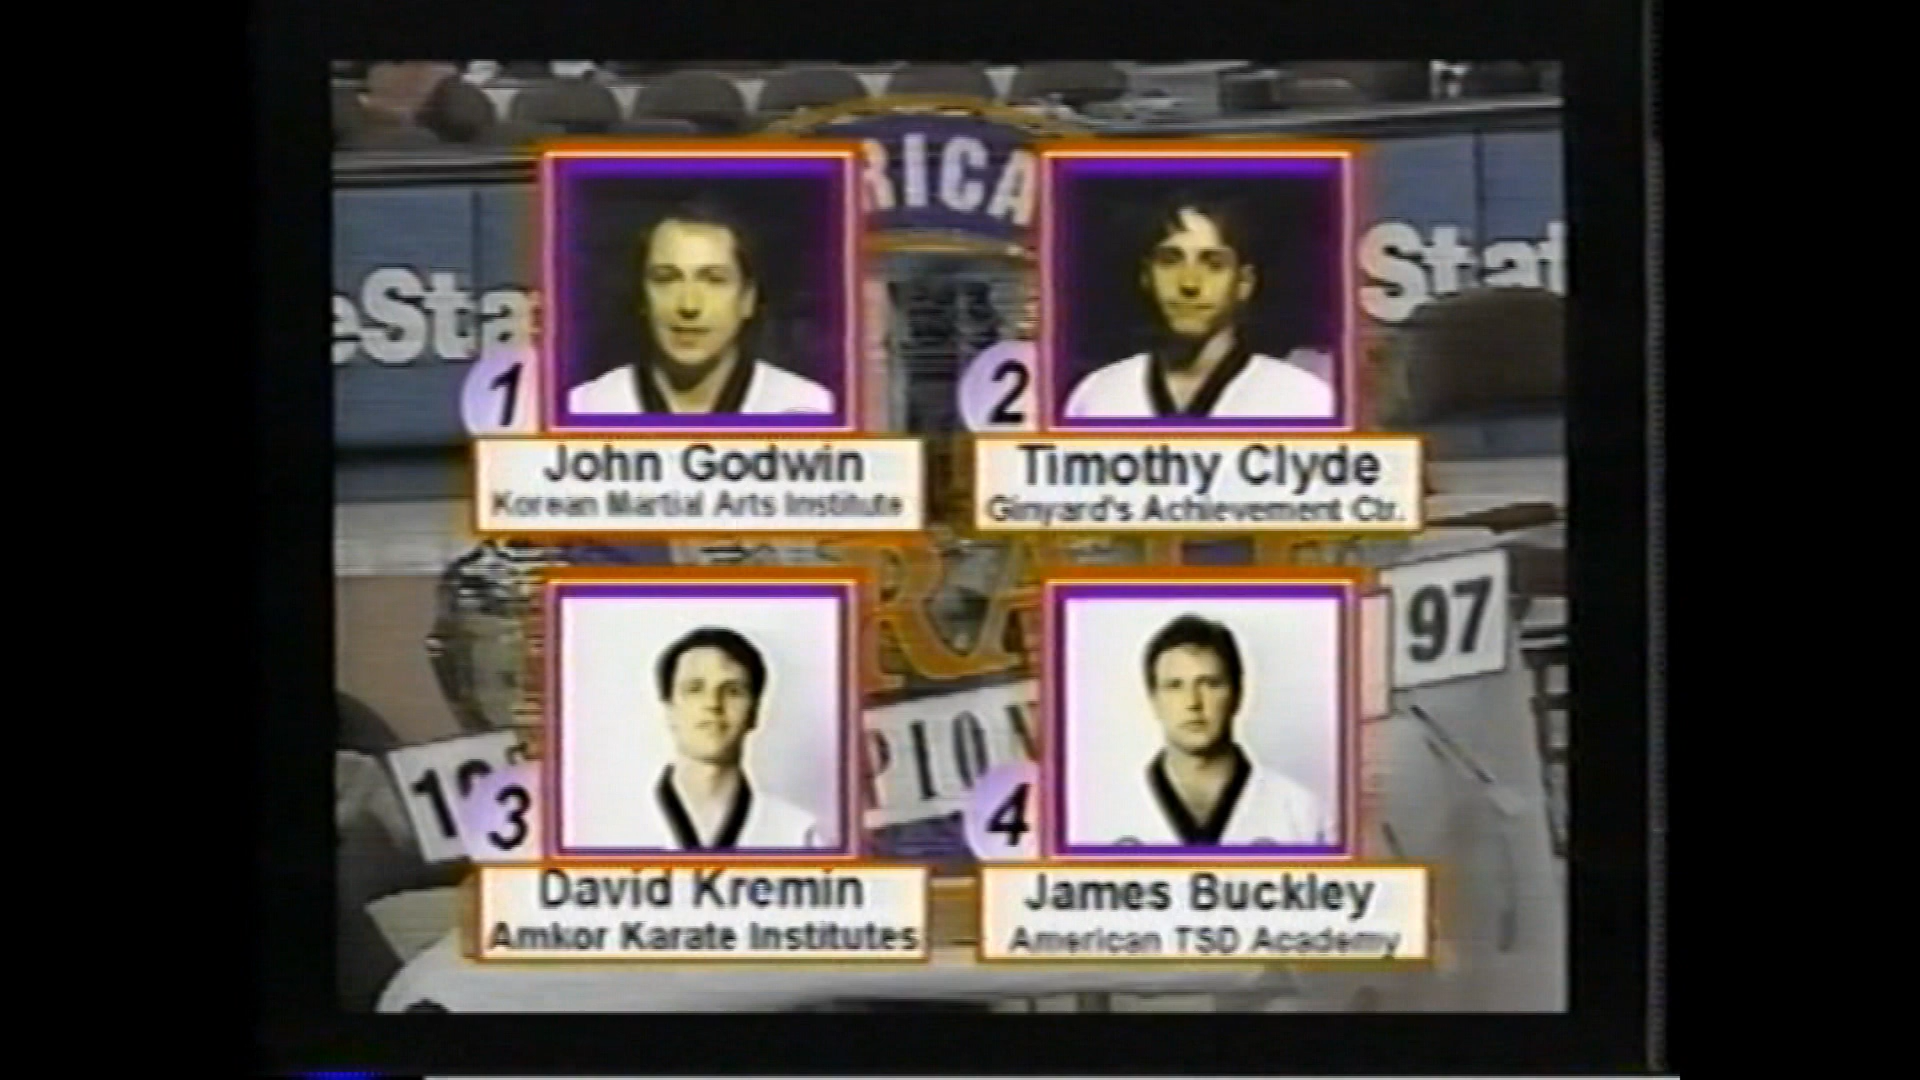 RICA
eSta
Stat
1
John Godwin
Korean Martial Arts Institute
2
Timothy Clyde
Ginyard's Achievement Ctr.
97
3
David Kremin
Amkor Karate Institutes
PION
4
James Buckley
American TSD Academy